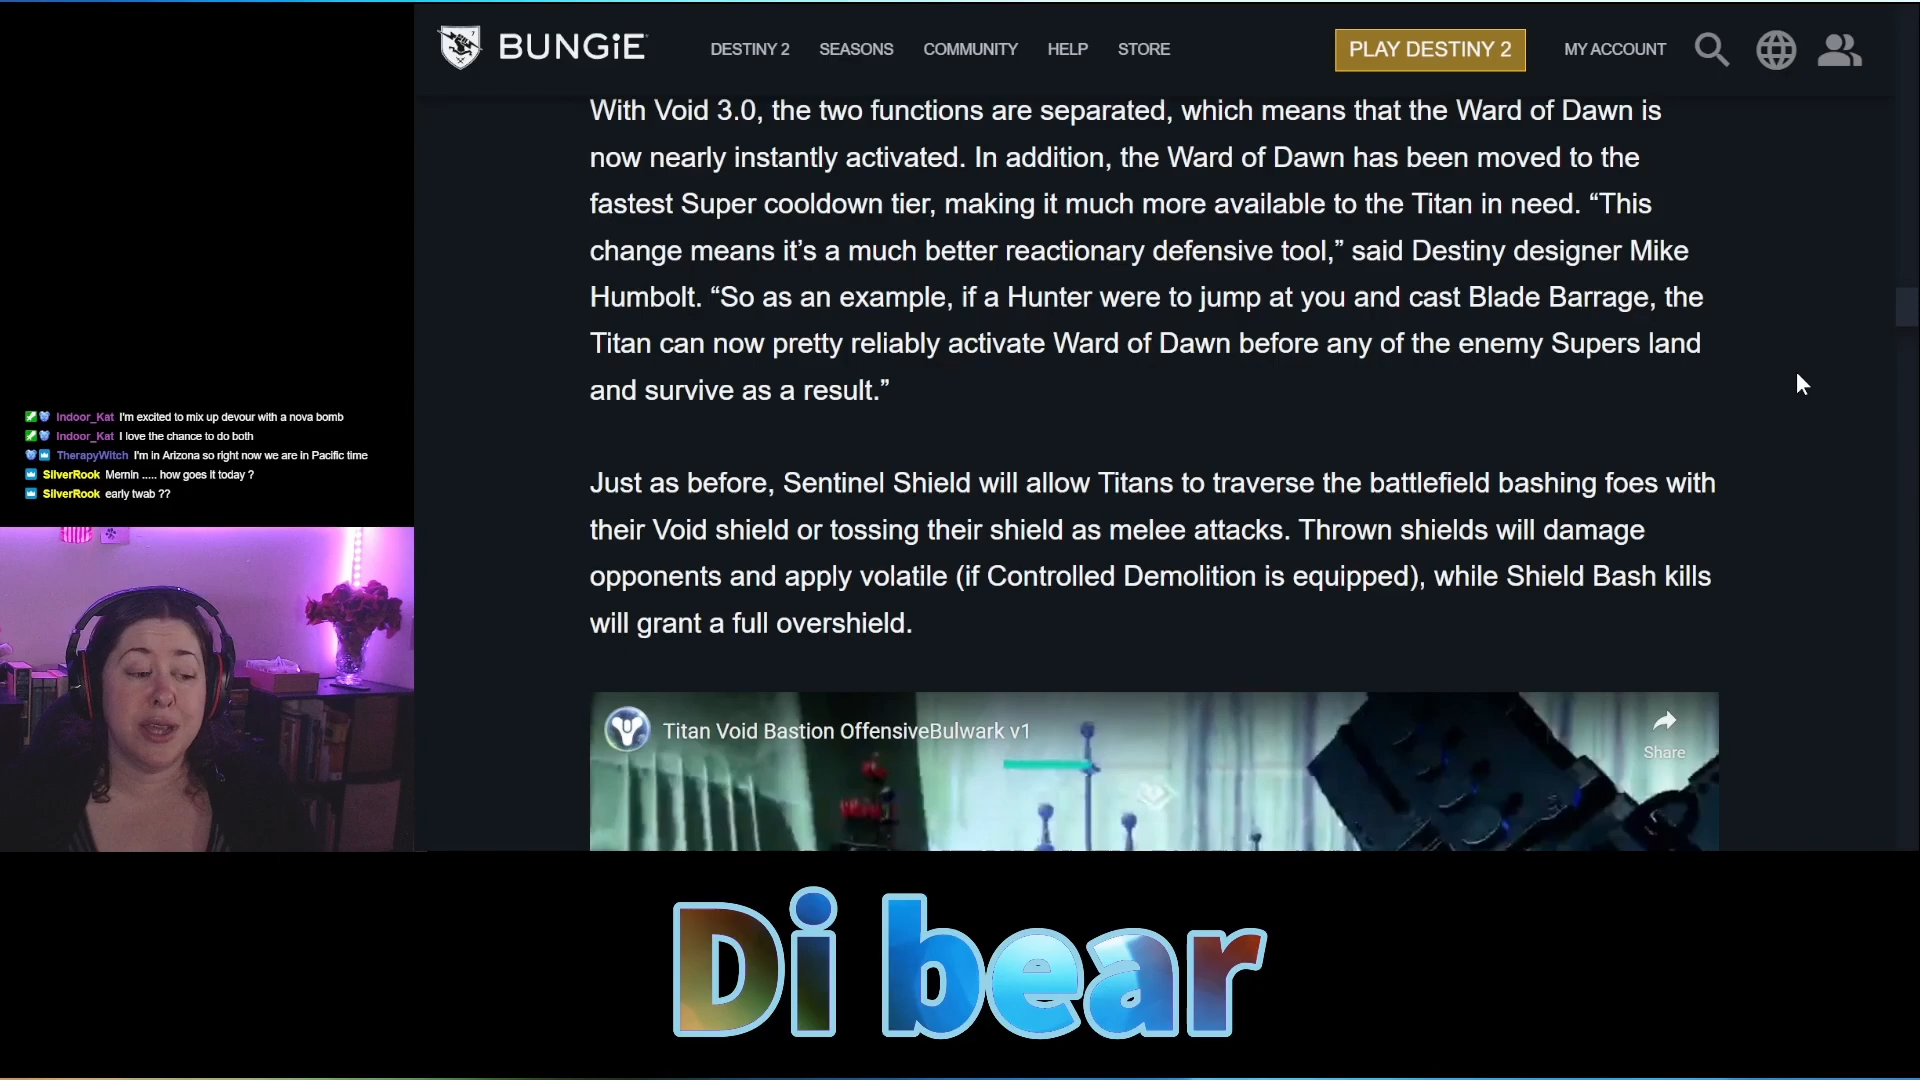 BUNGiE
DESTINY 2 SEASONS COMMUNITY HELP STORE
PLAY DESTINY 2
MY ACCOUNT
With Void 3.0, the two functions are separated, which means that the Ward of Dawn is
now nearly instantly activated. In addition, the Ward of Dawn has been moved to the
fastest Super cooldown tier, making it much more available to the Titan in need. “This
change means it’s a much better reactionary defensive tool,” said Destiny designer Mike
Humbolt. “So as an example, if a Hunter were to jump at you and cast Blade Barrage, the
Titan can now pretty reliably activate Ward of Dawn before any of the enemy Supers land
and survive as a result.”
Just as before, Sentinel Shield will allow Titans to traverse the battlefield bashing foes with
their Void shield or tossing their shield as melee attacks. Thrown shields will damage
opponents and apply volatile (if Controlled Demolition is equipped), while Shield Bash kills
will grant a full overshield.
Titan Void Bastion OffensiveBulwark v1
Share
Indoor_Kat I'm excited to mix up devour with a nova bomb
Indoor_Kat I love the chance to do both
TherapyWitch I'm in Arizona so right now we are in Pacific time
SilverRook Mernin ..... how goes it today ?
SilverRook early twab ??
Di bear